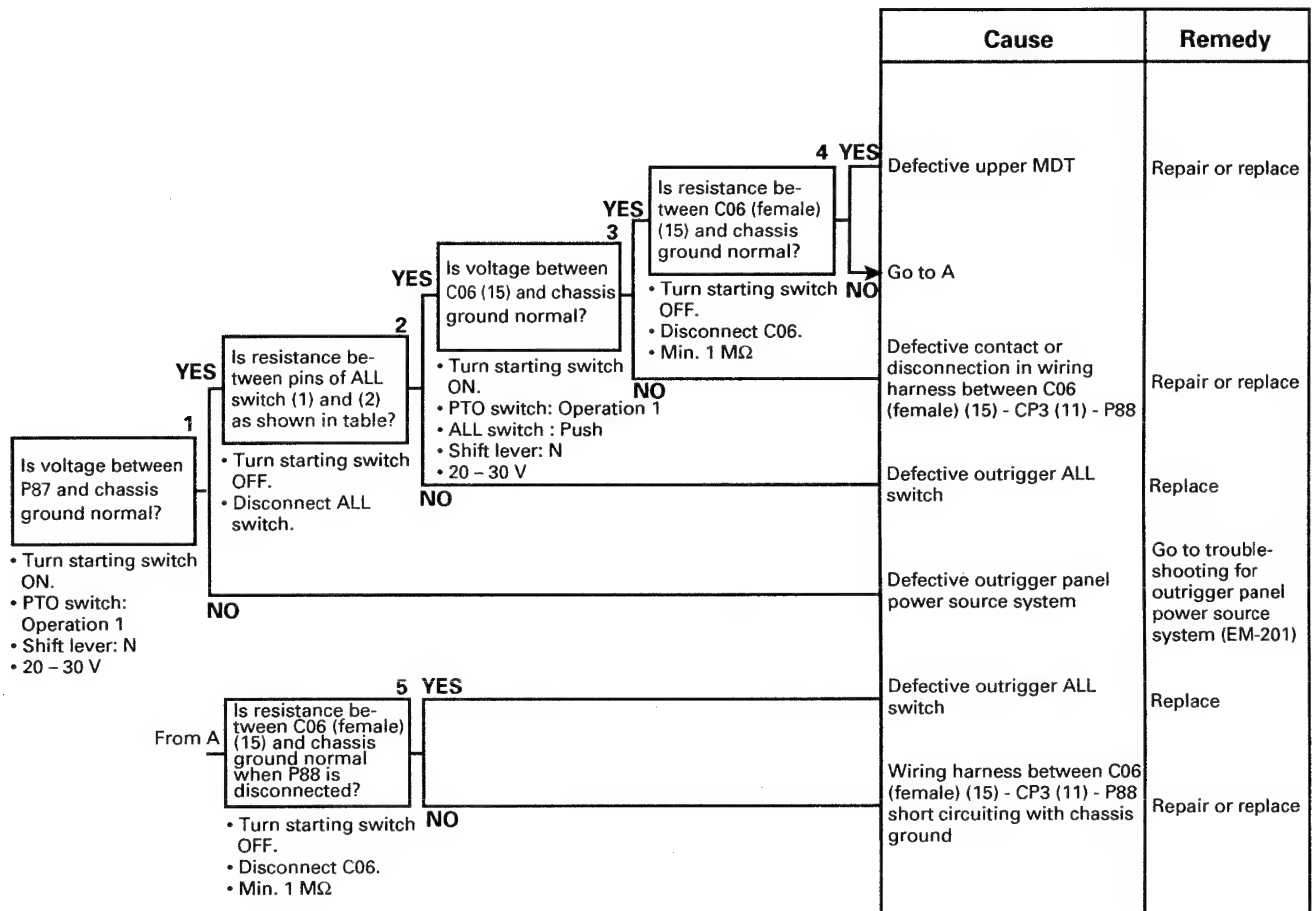 Cause
Remedy
4 YES
Is resistance be-
tween C06 (female)
(15) and chassis
ground normal?
• Turn starting switch
OFF.
• Disconnect C06.
• Min. 1 MΩ
NO
Defective upper MDT
Repair or replace
Go to A
YES
3
Is voltage between
C06 (15) and chassis
ground normal?
• Turn starting switch
ON.
• PTO switch: Operation 1
• ALL switch : Push
• Shift lever: N
• 20 – 30 V
NO
Defective contact or
disconnection in wiring
harness between C06
(female) (15) - CP3 (11) - P88
Repair or replace
YES
2
Is resistance be-
tween pins of ALL
switch (1) and (2)
as shown in table?
• Turn starting switch
OFF.
• Disconnect ALL
switch.
NO
Defective outrigger ALL
switch
Replace
YES
1
Is voltage between
P87 and chassis
ground normal?
• Turn starting switch
ON.
• PTO switch:
Operation 1
• Shift lever: N
• 20 – 30 V
NO
Defective outrigger panel
power source system
Go to trouble-
shooting for
outrigger panel
power source
system (EM-201)
From A
5 YES
Is resistance be-
tween C06 (female)
(15) and chassis
ground normal
when P88 is
disconnected?
• Turn starting switch
OFF.
• Disconnect C06.
• Min. 1 MΩ
NO
Defective outrigger ALL
switch
Replace
Wiring harness between C06
(female) (15) - CP3 (11) - P88
short circuiting with chassis
ground
Repair or replace